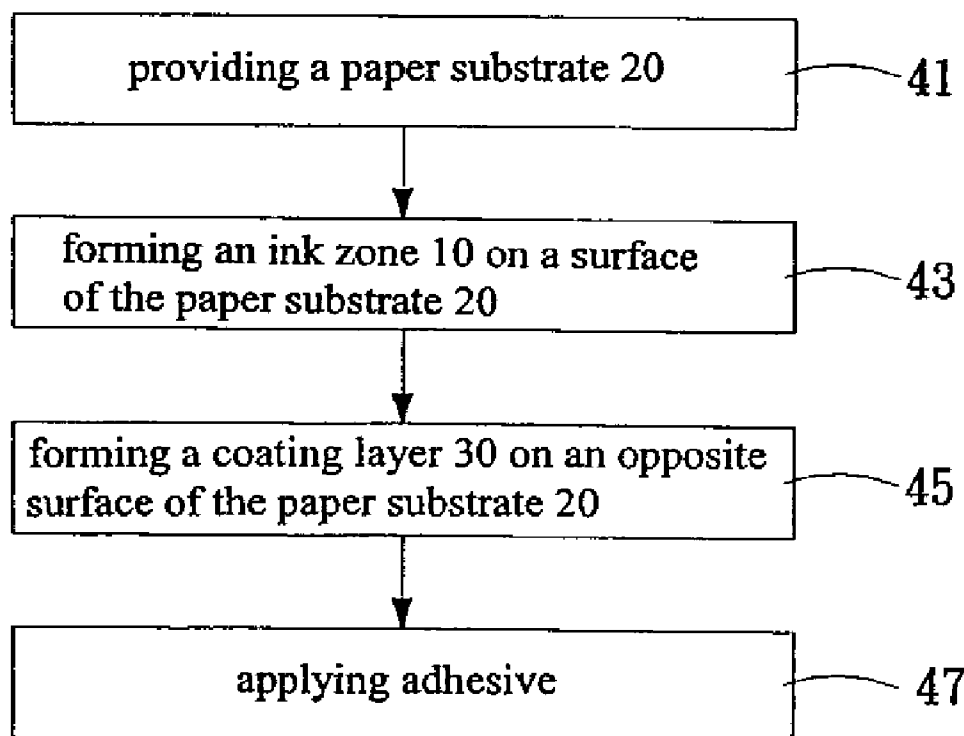 providing a paper substrate 20
41
forming an ink zone 10 on a surface
of the paper substrate 20
43
forming a coating layer 30 on an opposite
surface of the paper substrate 20
45
applying adhesive
47